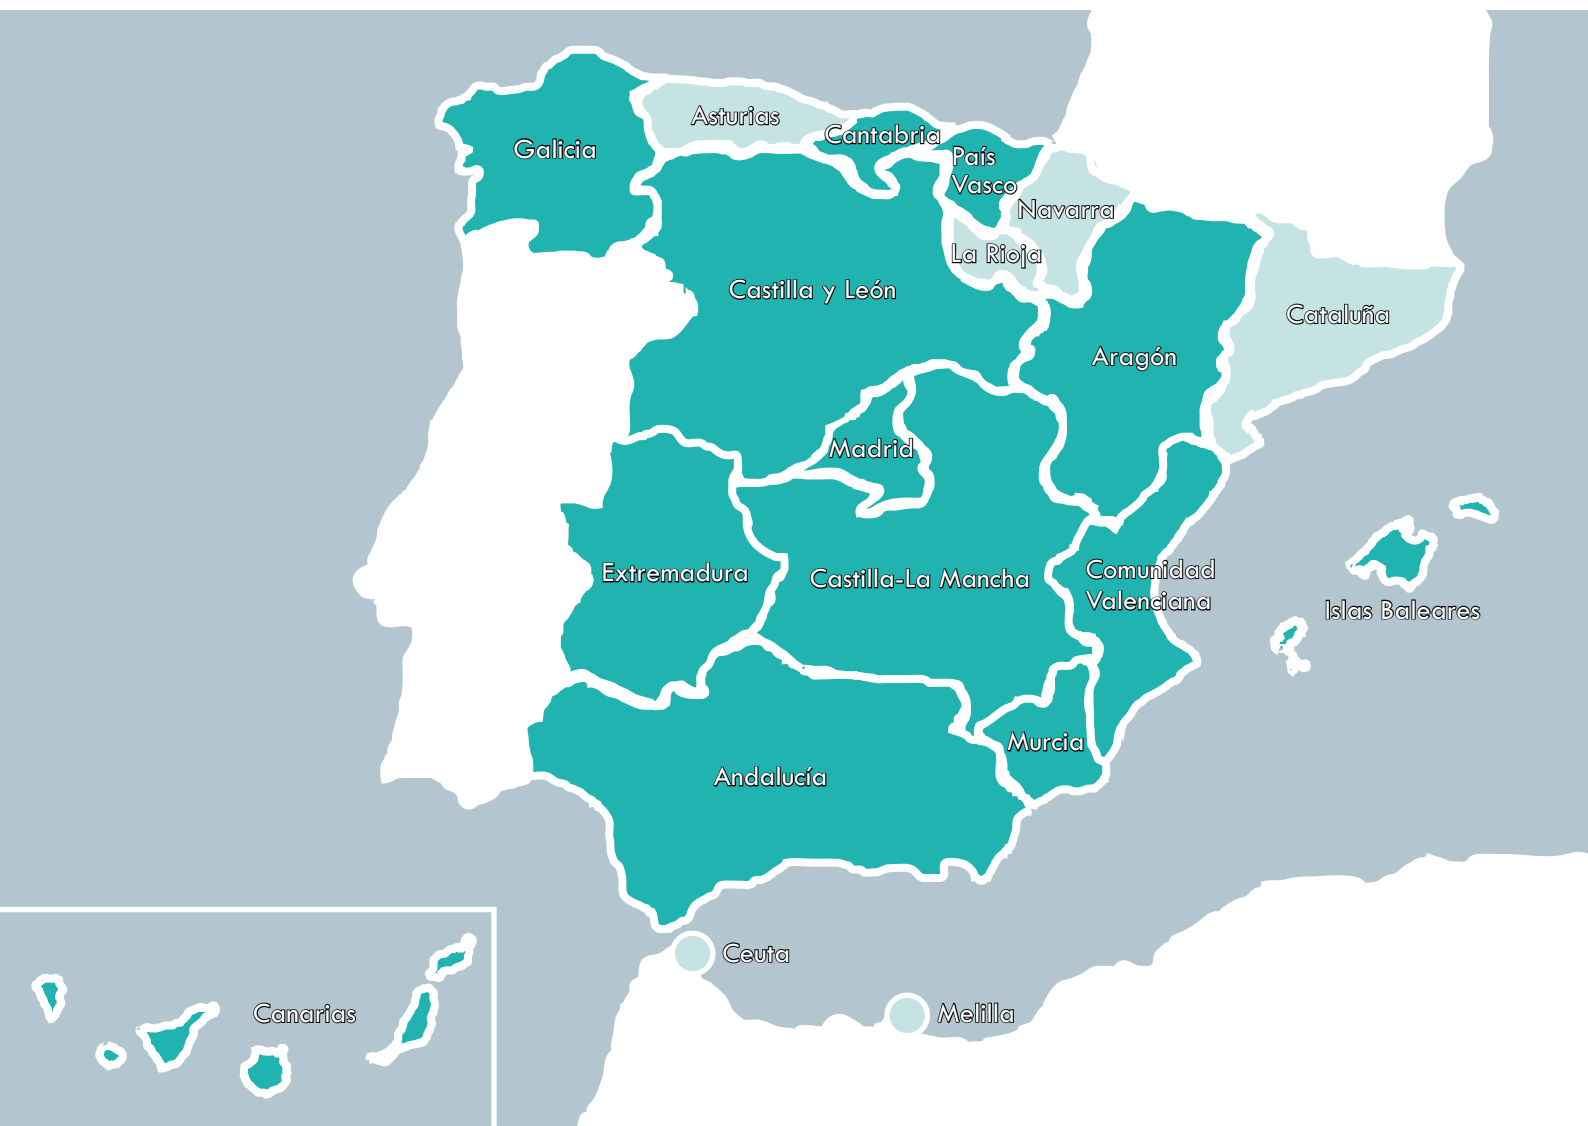 Asturias
Cantabria
Galicia
País
Vasco
Navarra
La Rioja
Castilla y León
Cataluña
Aragón
Madrid
Extremadura
Castilla-La Mancha
Comunidad
Valenciana
Islas Baleares
Murcia
Andalucía
Ceuta
Canarias
Melilla